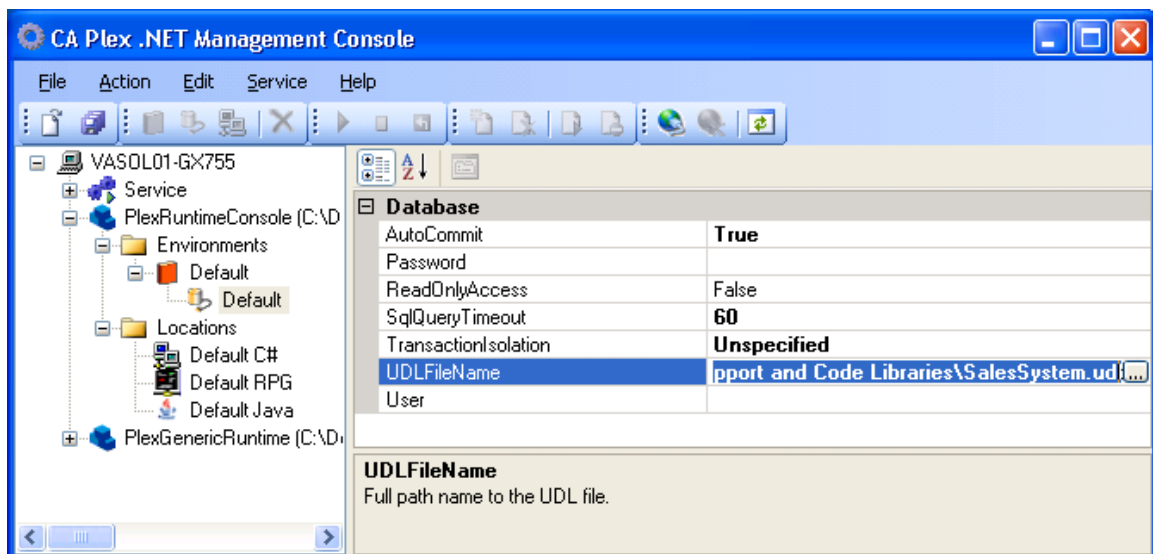 CA Plex .NET Management Console
File Action Edit Service Help
VASOL01-GX755
Service
PlexRuntimeConsole (C:\D
Environments
Default
Default
Locations
Default C#
Default RPG
Default Java
PlexGenericRuntime (C:\D
A
Z
Database
AutoCommit True
Password
ReadOnlyAccess False
SqlQueryTimeout 60
TransactionIsolation Unspecified
UDLFileName pport and Code Libraries\SalesSystem.udl ...
User
UDLFileName
Full path name to the UDL file.